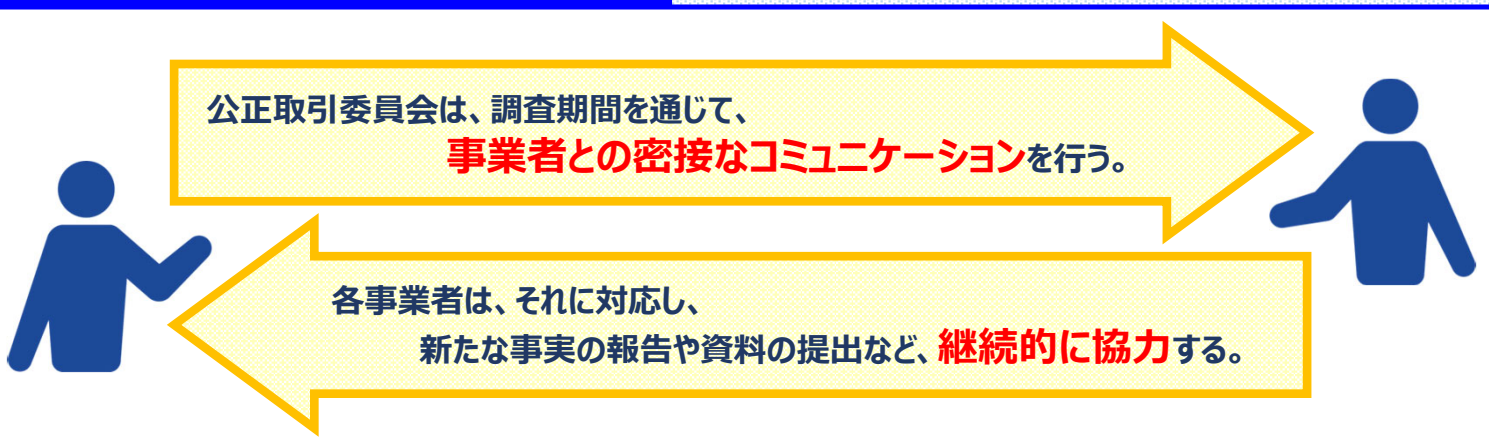 公正取引委員会は、調査期間を通じて、
事業者との密接なコミュニケーションを行う。
各事業者は、それに対応し、
新たな事実の報告や資料の提出など、継続的に協力する。